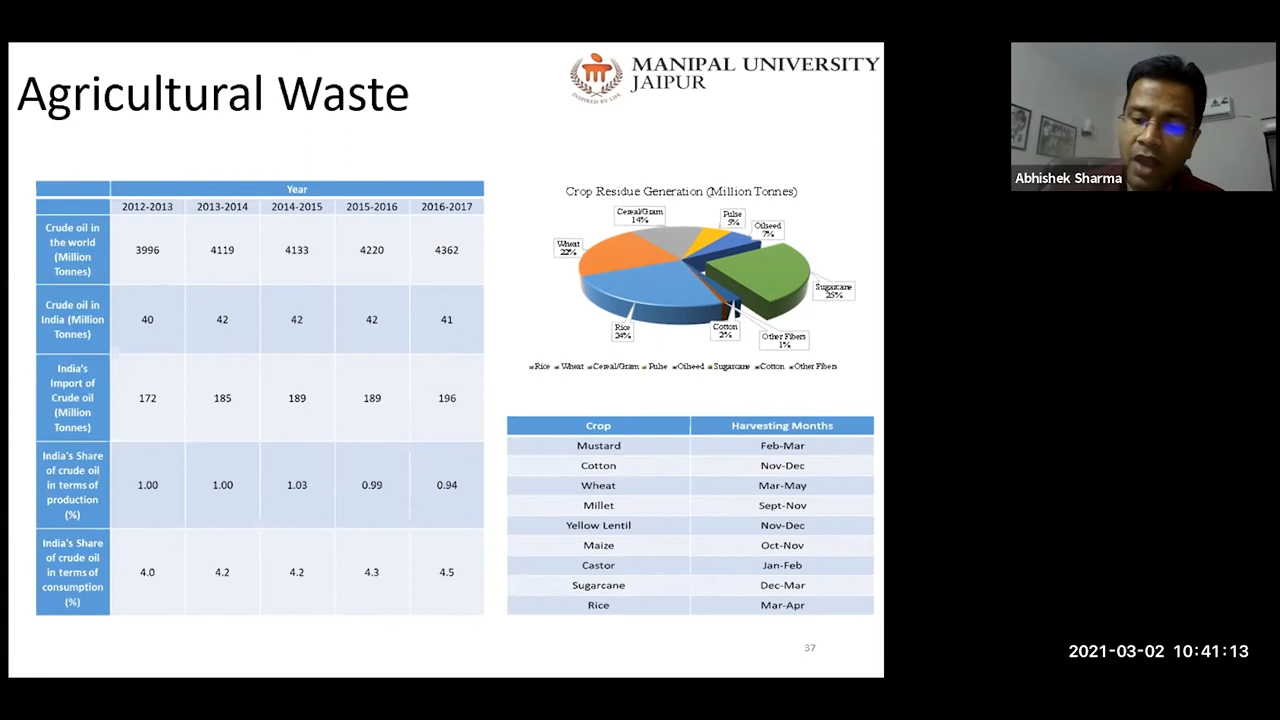 Agricultural Waste
MANIPAL UNIVERSITY
JAIPUR
INSPIRED BY LIFE
Year
2012-2013 2013-2014 2014-2015 2015-2016 2016-2017
Crude oil in
the world
(Million
Tonnes)
3996 4119 4133 4220 4362
Crude oil in
India (Million
Tonnes)
40 42 42 42 41
India's
Import of
Crude oil
(Million
Tonnes)
172 185 189 189 196
India's Share
of crude oil
in terms of
production
(%)
1.00 1.00 1.03 0.99 0.94
India's Share
of crude oil
in terms of
consumption
(%)
4.0 4.2 4.2 4.3 4.5
Crop Residue Generation (Million Tonnes)
Cereal/Gram
14%
Pulse
5%
Oilseed
7%
Wheat
22%
Sugarcane
25%
Rice
24%
Cotton
2%
Other Fibers
1%
Rice Wheat Cereal/Gram Pulse Oilseed Sugarcane Cotton Other Fibers
Crop Harvesting Months
Mustard Feb-Mar
Cotton Nov-Dec
Wheat Mar-May
Millet Sept-Nov
Yellow Lentil Nov-Dec
Maize Oct-Nov
Castor Jan-Feb
Sugarcane Dec-Mar
Rice Mar-Apr
37
Abhishek Sharma
2021-03-02 10:41:13